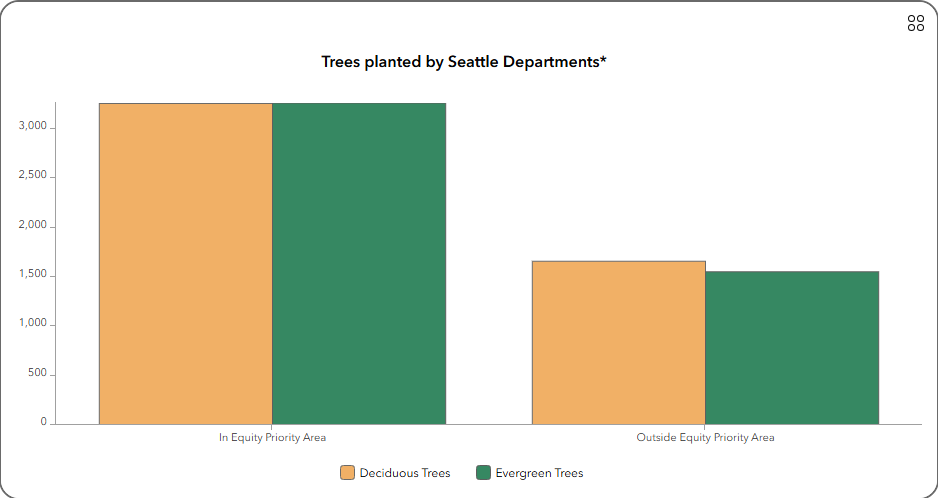 Trees planted by Seattle Departments*
3,000
2,500
2,000
1,500
1,000
500
0
In Equity Priority Area
Outside Equity Priority Area
Deciduous Trees
Evergreen Trees